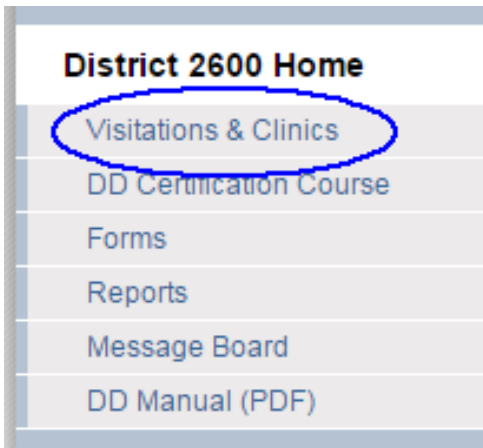 District 2600 Home
Visitations & Clinics
DD Certification Course
Forms
Reports
Message Board
DD Manual (PDF)